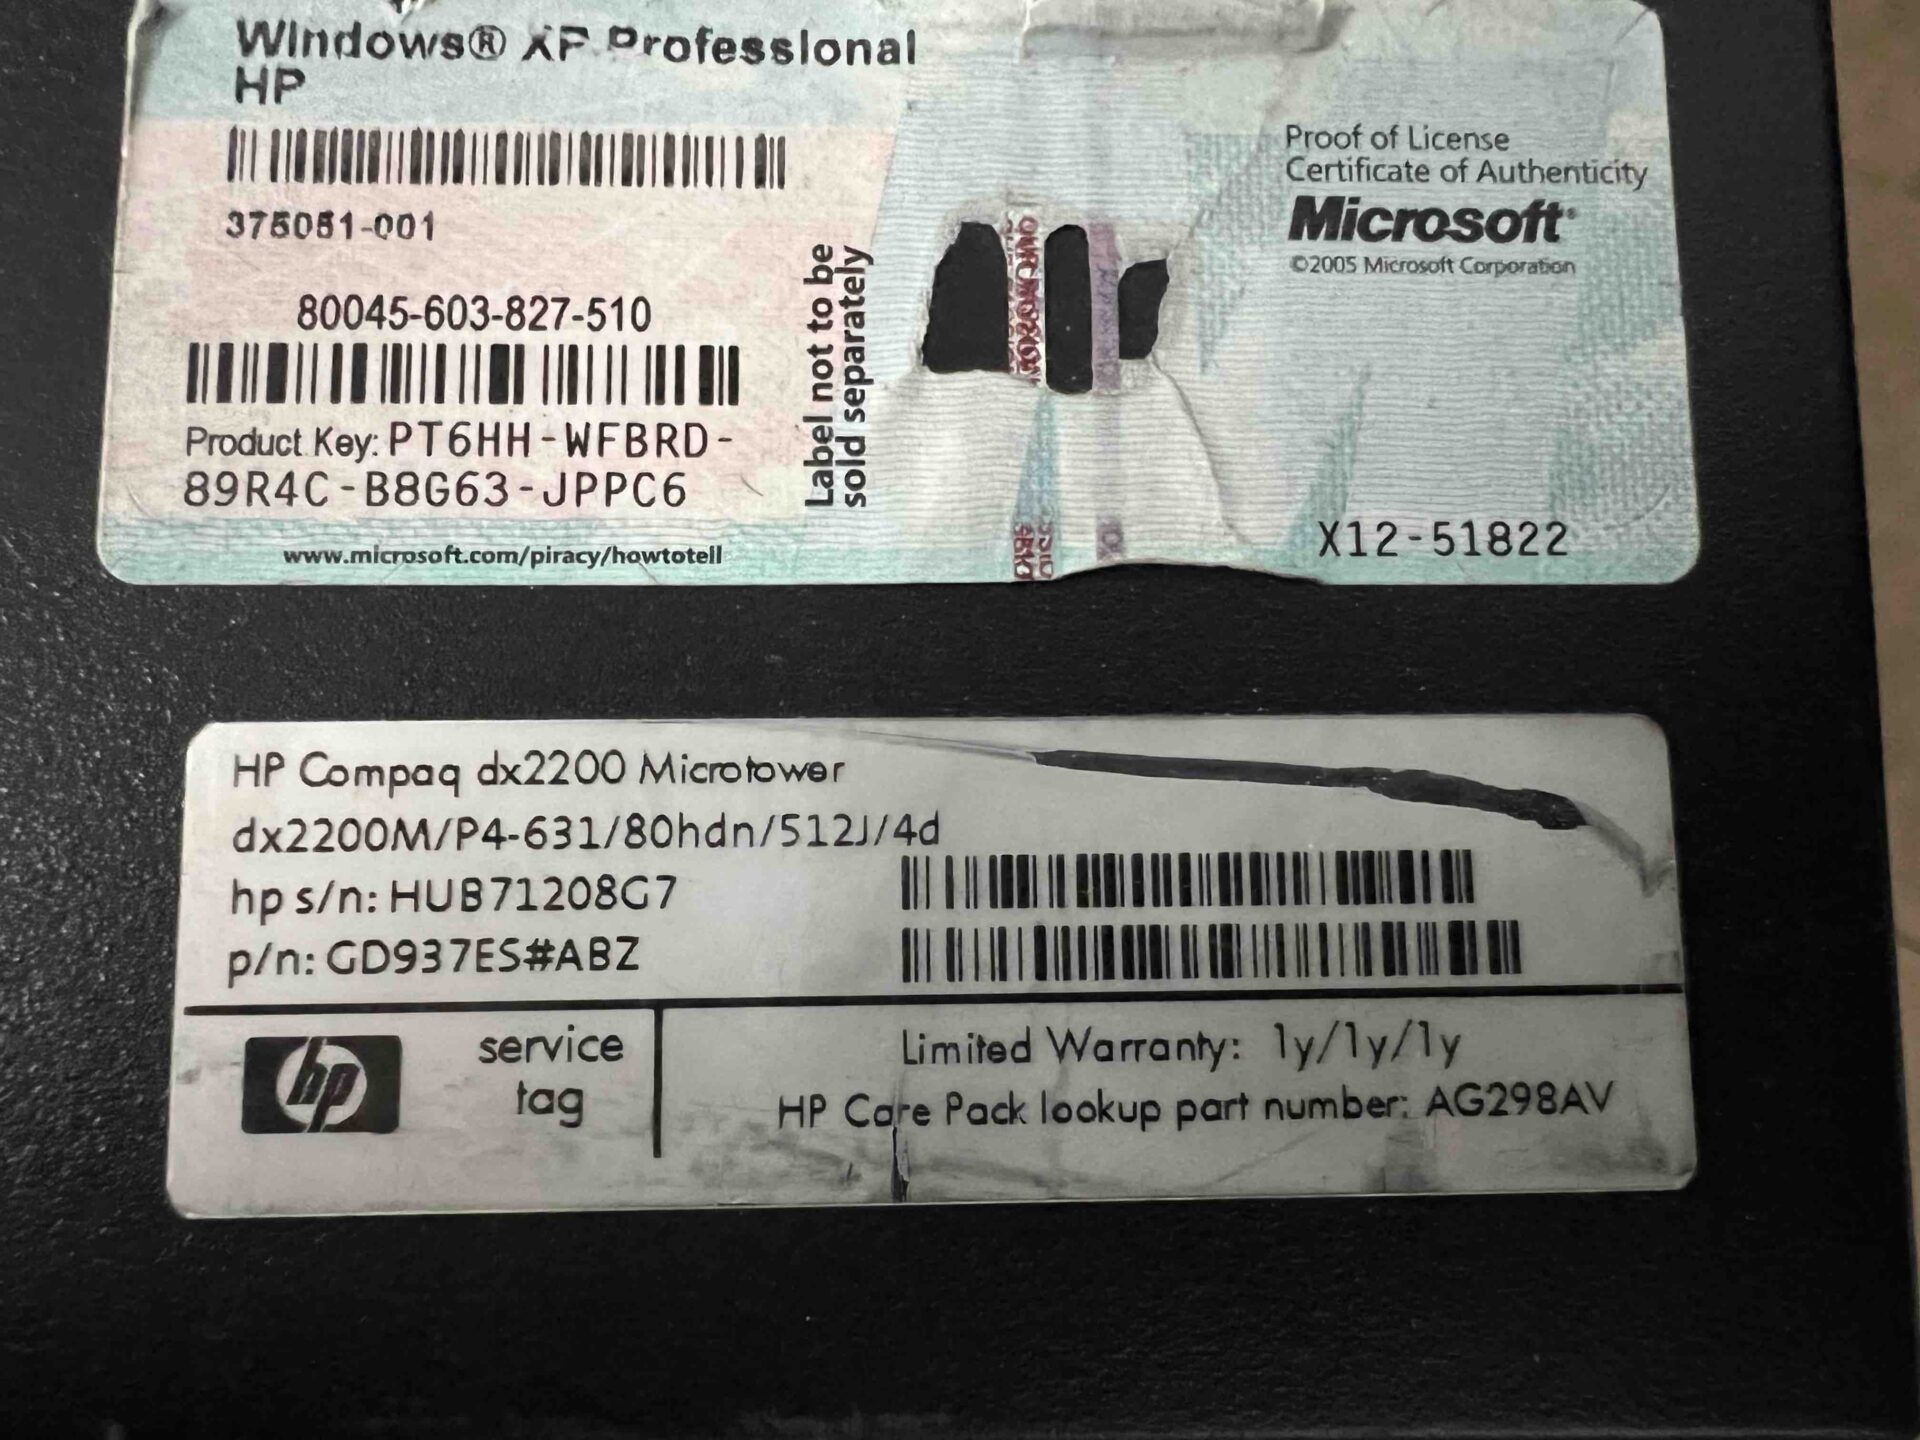 Windows® XP Professional
HP
375051-001
80045-603-827-510
Product Key: PT6HH-WFBRD-
89R4C-B8G63-JPPC6
www.microsoft.com/piracy/howtotell
Label not to be
sold separately
Proof of License
Certificate of Authenticity
Microsoft®
©2005 Microsoft Corporation
X12-51822
HP Compaq dx2200 Microtower
dx2200M/P4-631/80hdn/512J/4d
hp s/n: HUB71208G7
p/n: GD937ES#ABZ
hp
service
tag
Limited Warranty: 1y/1y/1y
HP Care Pack lookup part number: AG298AV